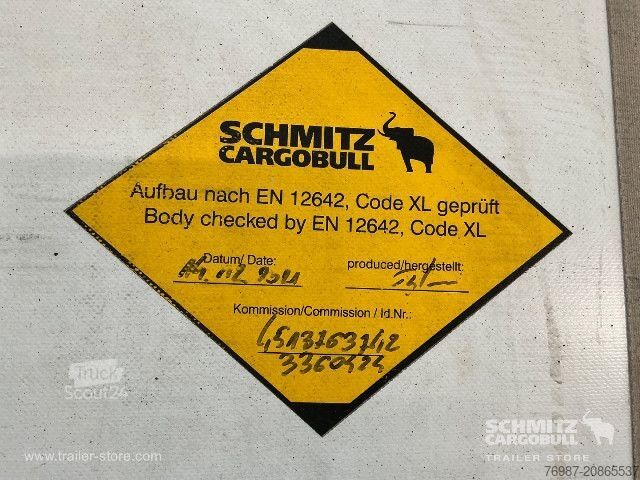 SCHMITZ
CARGOBULL
Aufbau nach EN 12642, Code XL geprüft
Body checked by EN 12642, Code XL
Datum/Date:
produced/hergestellt:
Kommission/Commission / Id.Nr.:
Truck
Scout24
www.trailer-store.com
SCHMITZ
CARGOBULL
TRAILER STORE
76987-20865537